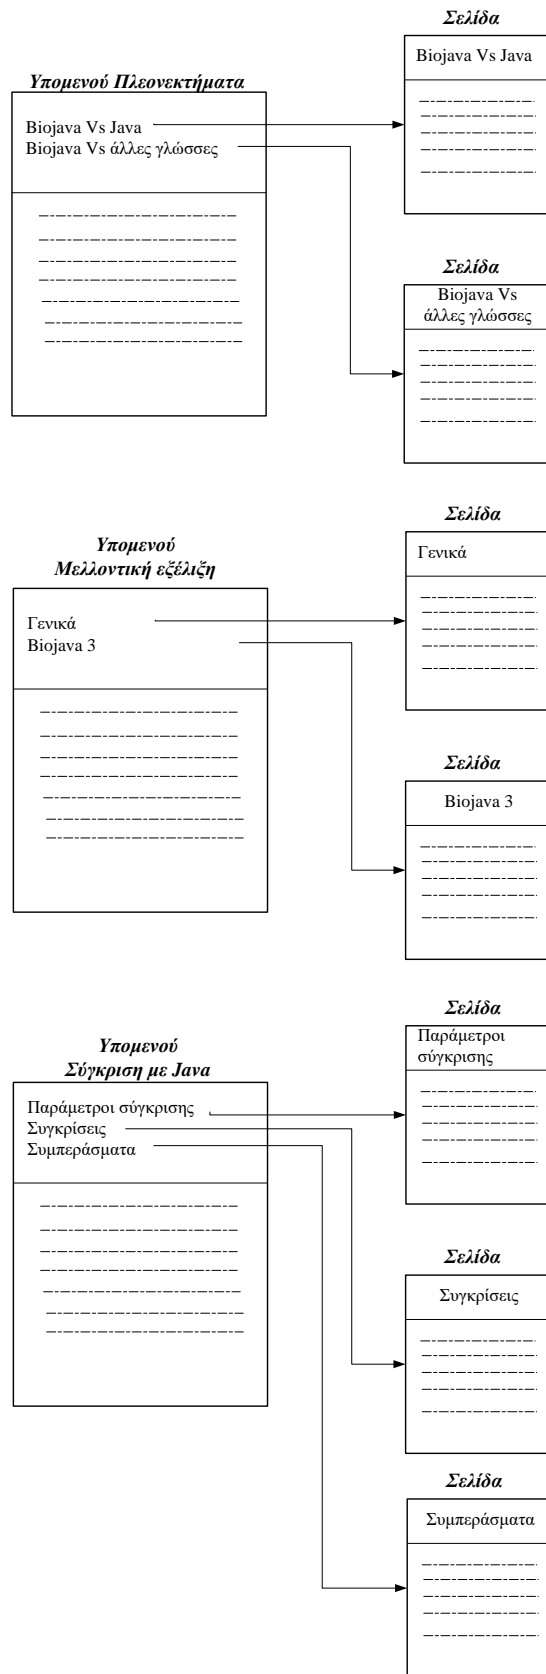 Σελίδα
Biojava Vs Java
Υπομενού Πλεονεκτήματα
Biojava Vs Java
Biojava Vs άλλες γλώσσες
Σελίδα
Biojava Vs
άλλες γλώσσες
Σελίδα
Γενικά
Υπομενού
Μελλοντική εξέλιξη
Γενικά
Biojava 3
Σελίδα
Biojava 3
Σελίδα
Παράμετροι
σύγκρισης
Υπομενού
Σύγκριση με Java
Παράμετροι σύγκρισης
Συγκρίσεις
Συμπεράσματα
Σελίδα
Συγκρίσεις
Σελίδα
Συμπεράσματα